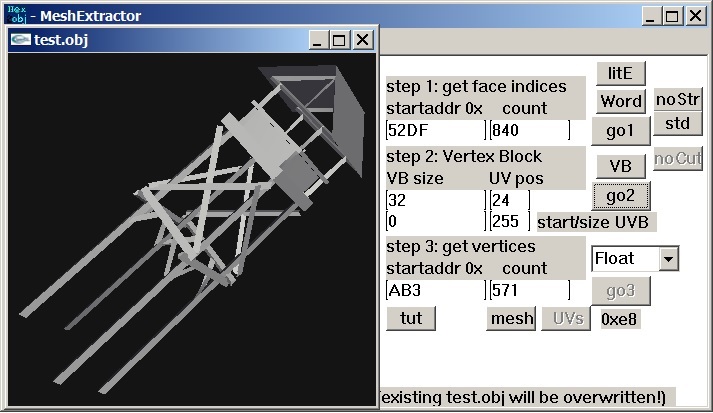 Hex
obj - MeshExtractor
test.obj
step 1: get face indices
startaddr 0x count
52DF 840
litE
Word
noStr
go1
std
step 2: Vertex Block
VB size UV pos
32 24
0 255 start/size UVB
VB
noCut
go2
step 3: get vertices
startaddr 0x count
AB3 571
Float
go3
tut mesh UVs 0xe8
(existing test.obj will be overwritten!)